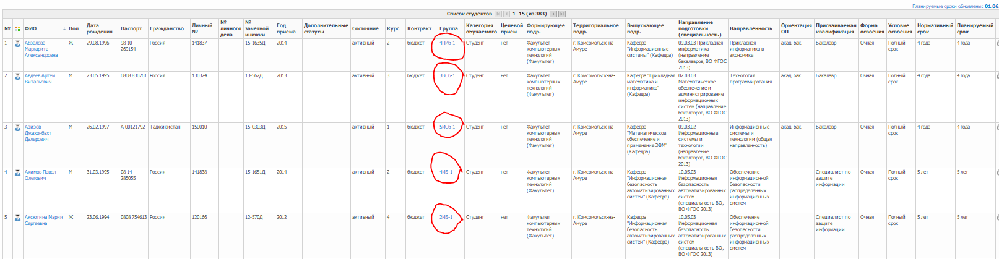 Планируемые сроки обновлены: 01.06.
Список студентов 1–15 (из 383)
№ ФИО Пол Дата рождения Паспорт Гражданство Личный № № личного дела № зачетной книжки Год приема Дополнительные статусы Состояние Курс Контракт Группа Категория обучаемого Целевой прием Формирующее подр. Территориальное подр. Выпускающее подр. Направление подготовки (специальность) Направленность Ориентация ОП Присваиваемая квалификация Форма освоения Условие освоения Нормативный срок Планируемый срок
1 Абзалова Маргарита Александровна Ж 29.08.1996 98 10 269154 Россия 141837 15-1635Д 2014 активный 2 бюджет 4ПИб-1 Студент нет Факультет компьютерных технологий (Факультет) г. Комсомольск-на-Амуре Кафедра "Информационные системы" (Кафедра) 09.03.03 Прикладная информатика (направление бакалавров, ВО ФГОС 2013) Прикладная информатика в экономике акад. бак. Бакалавр Очная Полный срок 4 года 4 года
2 Авдеев Артём Витальевич М 23.05.1995 0808 830261 Россия 130324 13-562Д 2013 активный 3 бюджет 3ВСб-1 Студент нет Факультет компьютерных технологий (Факультет) г. Комсомольск-на-Амуре Кафедра "Прикладная математика и информатика" (Кафедра) 02.03.03 Математическое обеспечение и администрирование информационных систем (направление бакалавров, ВО ФГОС 2013) Технология программирования акад. бак. Бакалавр Очная Полный срок 4 года 4 года
3 Азизов Джахонбахт Далерович М 26.02.1997 А 00121792 Таджикистан 150010 15-0303Д 2015 активный 1 бюджет 5ИСб-1 Студент нет Факультет компьютерных технологий (Факультет) г. Комсомольск-на-Амуре Кафедра "Математическое обеспечение и применение ЭВМ" (Кафедра) 09.03.02 Информационные системы и технологии (направление бакалавров, ВО ФГОС 2013) Информационные системы и технологии (общая направленность) акад. бак. Бакалавр Очная Полный срок 4 года 4 года
4 Акимов Павел Олегович М 31.03.1995 08 14 285055 Россия 141838 15-1651Д 2014 активный 2 бюджет 4ИБ-1 Студент нет Факультет компьютерных технологий (Факультет) г. Комсомольск-на-Амуре Кафедра "Информационная безопасность автоматизированных систем" (Кафедра) 10.05.03 Информационная безопасность автоматизированных систем (специальность ВО, ВО ФГОС 2013) Обеспечение информационной безопасности распределенных информационных систем Специалист по защите информации Очная Полный срок 5 лет 5 лет
5 Аксютина Мария Сергеевна Ж 23.06.1994 0808 754613 Россия 120166 12-570Д 2012 активный 4 бюджет 2ИБ-1 Студент нет Факультет компьютерных технологий (Факультет) г. Комсомольск-на-Амуре Кафедра "Информационная безопасность автоматизированных систем" (Кафедра) 10.05.03 Информационная безопасность автоматизированных систем (специальность ВО, ВО ФГОС 2013) Обеспечение информационной безопасности распределенных информационных систем Специалист по защите информации Очная Полный срок 5 лет 5 лет